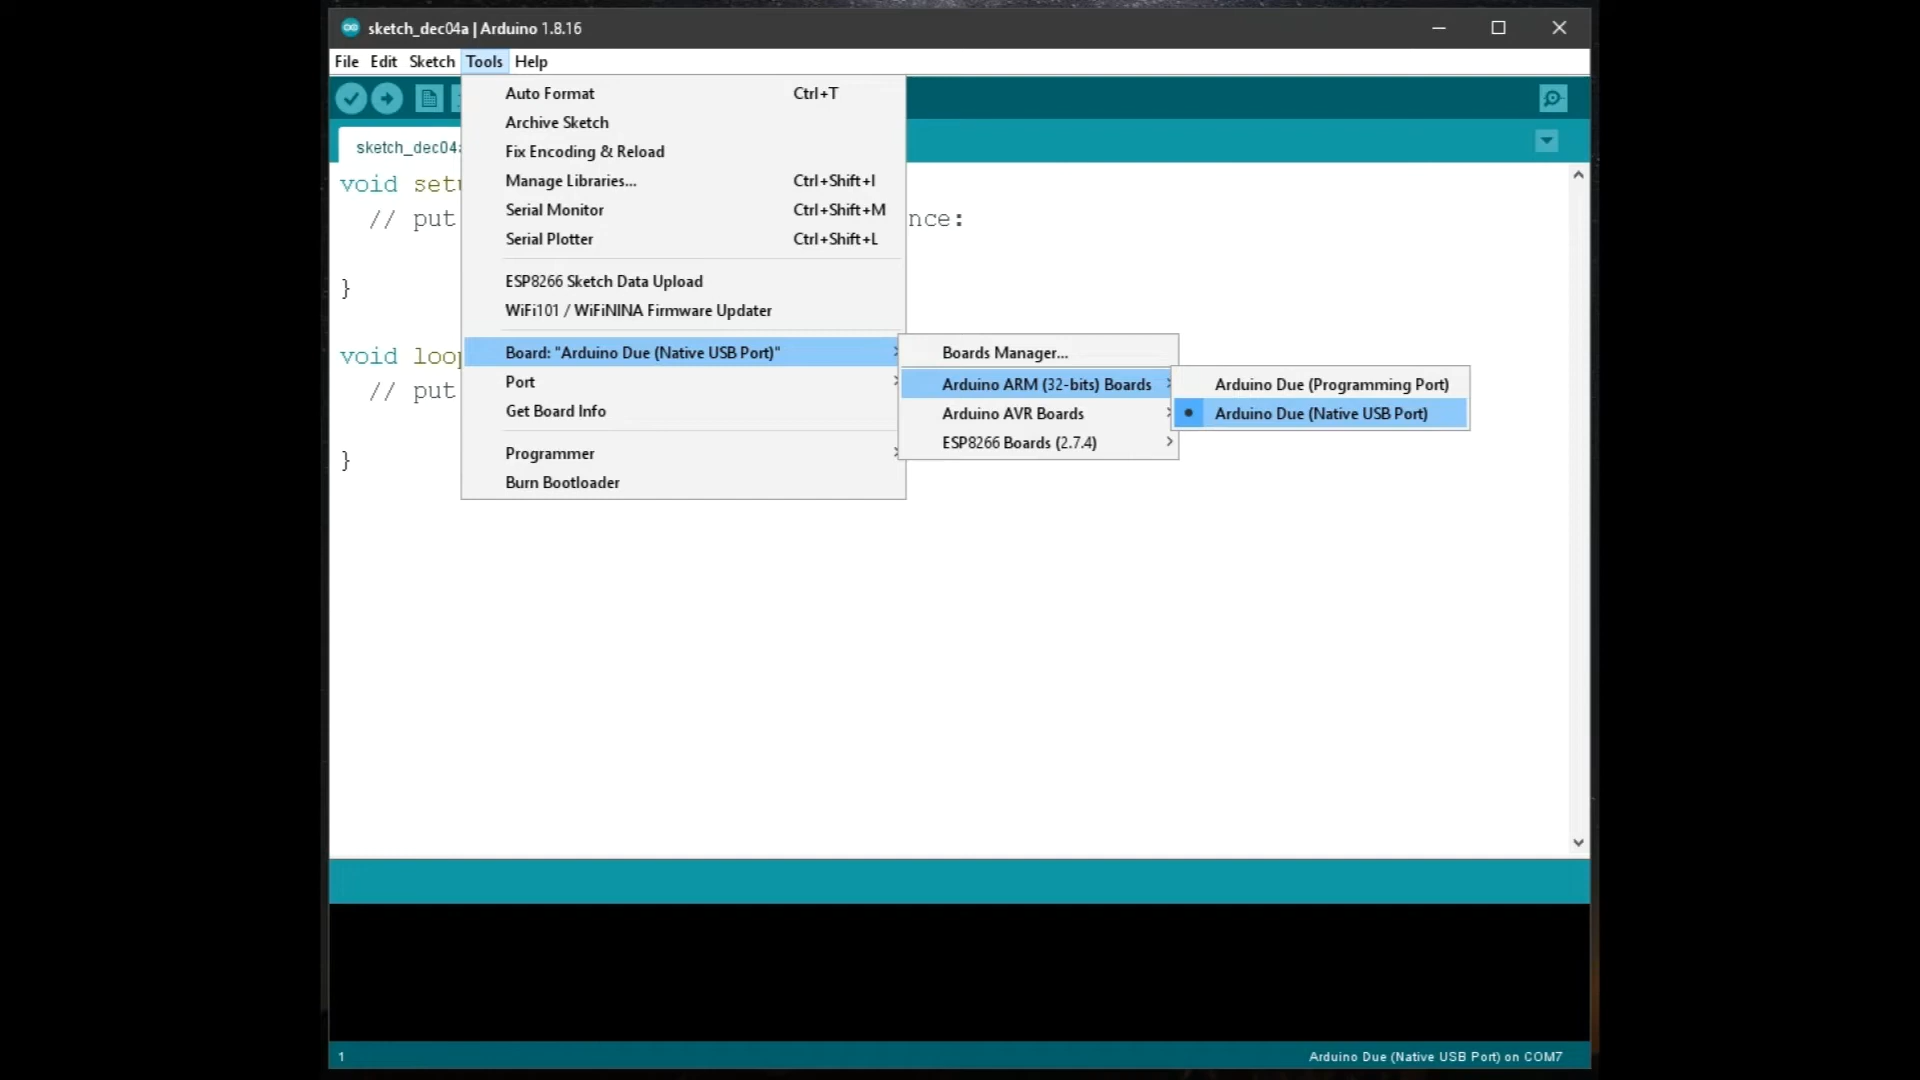 sketch_dec04a | Arduino 1.8.16
File Edit Sketch Tools Help
Auto Format Ctrl+T
Archive Sketch
sketch_dec04a
Fix Encoding & Reload
void setu
Manage Libraries... Ctrl+Shift+I
// put
Serial Monitor Ctrl+Shift+M
nce:
Serial Plotter Ctrl+Shift+L
}
ESP8266 Sketch Data Upload
WiFi101 / WiFiNINA Firmware Updater
void loop
Board: "Arduino Due (Native USB Port)" >
Boards Manager...
// put
Port >
Arduino ARM (32-bits) Boards >
Arduino Due (Programming Port)
Get Board Info
Arduino AVR Boards >
Arduino Due (Native USB Port)
}
Programmer >
ESP8266 Boards (2.7.4) >
Burn Bootloader
1
Arduino Due (Native USB Port) on COM7